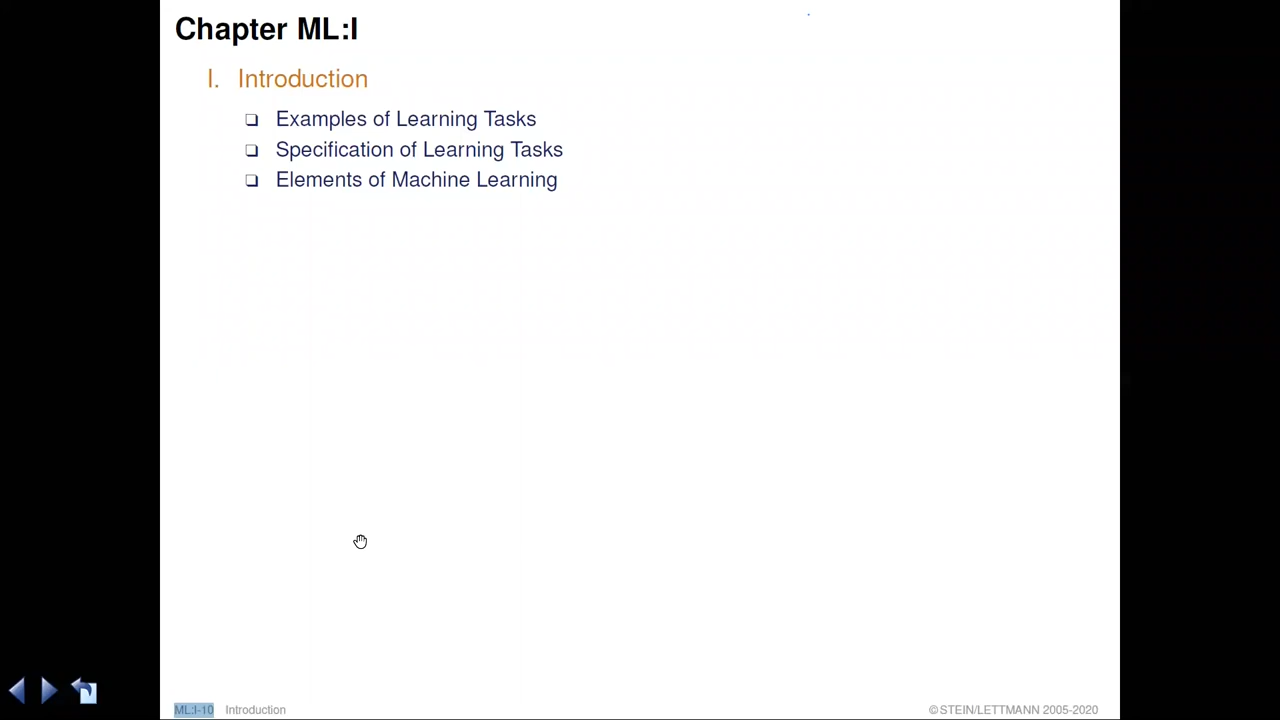 Chapter ML:I
I. Introduction
❑ Examples of Learning Tasks
❑ Specification of Learning Tasks
❑ Elements of Machine Learning
ML:I-10 Introduction
© STEIN/LETTMANN 2005-2020